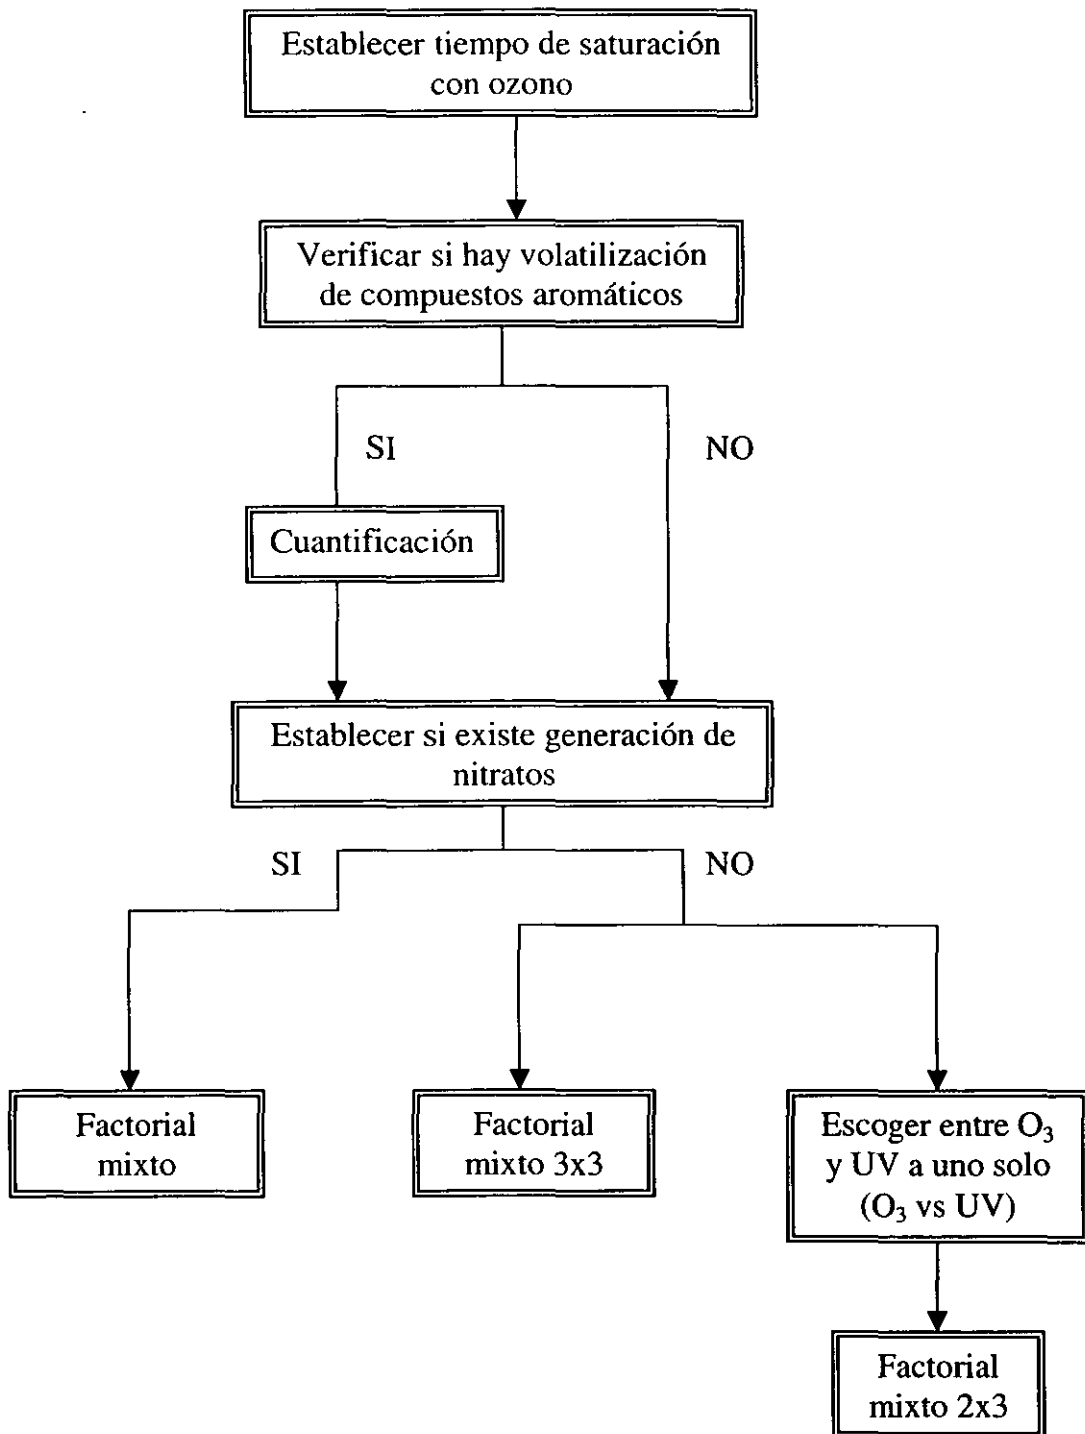 Establecer tiempo de saturación
con ozono
Verificar si hay volatilización
de compuestos aromáticos
SI
NO
Cuantificación
Establecer si existe generación de
nitratos
SI
NO
Factorial
mixto
Factorial
mixto 3x3
Escoger entre O₃
y UV a uno solo
(O₃ vs UV)
Factorial
mixto 2x3